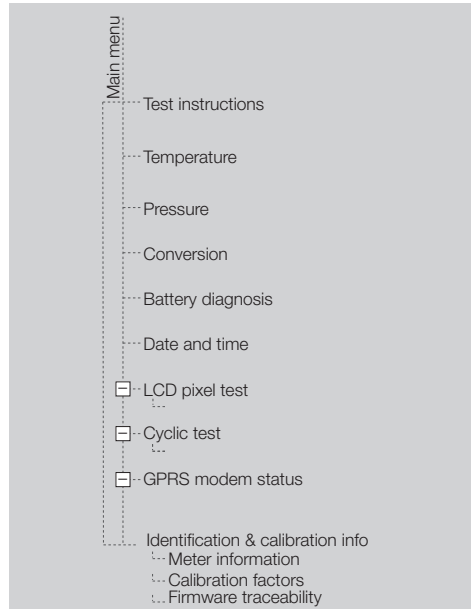 Main menu
Test instructions
Temperature
Pressure
Conversion
Battery diagnosis
Date and time
LCD pixel test
Cyclic test
GPRS modem status
Identification & calibration info
Meter information
Calibration factors
Firmware traceability